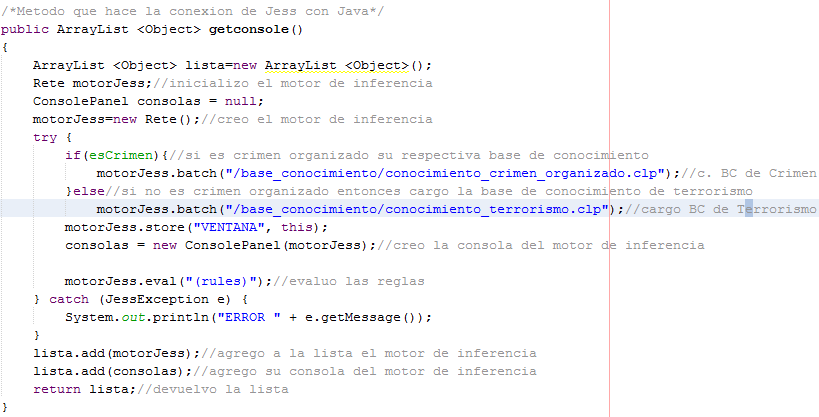 /*Metodo que hace la conexion de Jess con Java*/
public ArrayList <Object> getconsole()
{
    ArrayList <Object> lista=new ArrayList <Object>();
    Rete motorJess;//inicializo el motor de inferencia
    ConsolePanel consolas = null;
    motorJess=new Rete();//creo el motor de inferencia
    try {
        if(esCrimen){//si es crimen organizado su respectiva base de conocimiento
            motorJess.batch("/base_conocimiento/conocimiento_crimen_organizado.clp");//c. BC de Crimen
        }else//si no es crimen organizado entonces cargo la base de conocimiento de terrorismo
            motorJess.batch("/base_conocimiento/conocimiento_terrorismo.clp");//cargo BC de Terrorismo
        motorJess.store("VENTANA", this);
        consolas = new ConsolePanel(motorJess);//creo la consola del motor de inferencia

        motorJess.eval("(rules)");//evaluo las reglas
    } catch (JessException e) {
        System.out.println("ERROR " + e.getMessage());
    }
    lista.add(motorJess);//agrego a la lista el motor de inferencia
    lista.add(consolas);//agrego su consola del motor de inferencia
    return lista;//devuelvo la lista
}